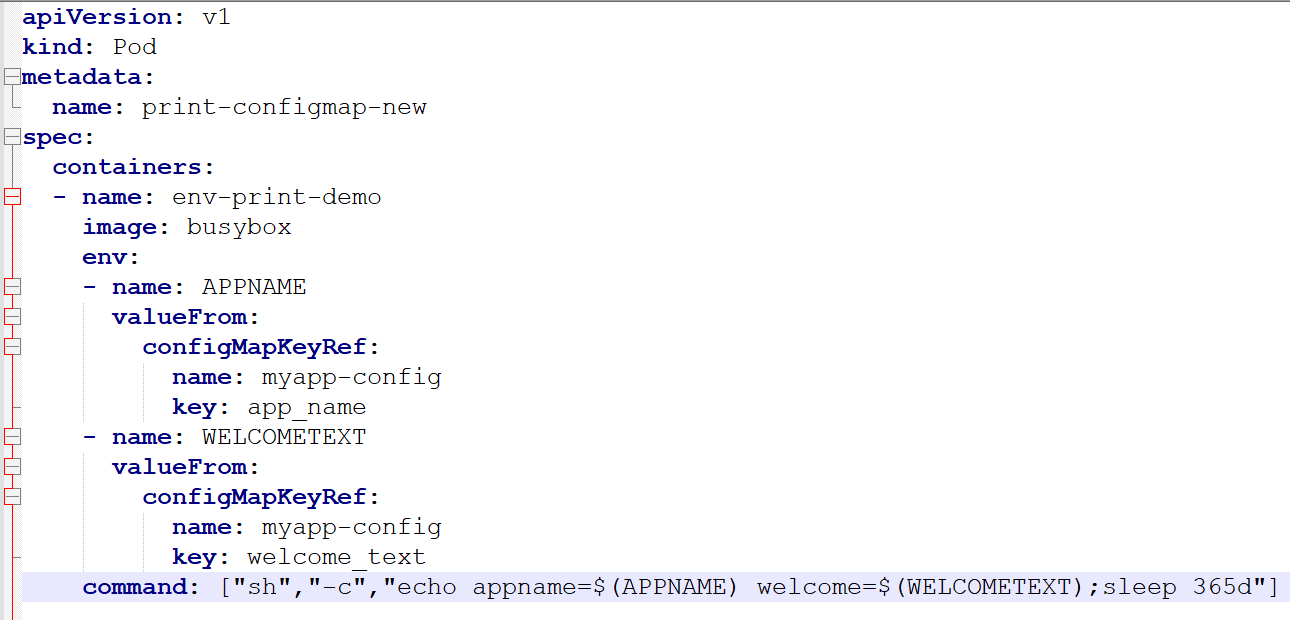 apiVersion: v1
kind: Pod
metadata:
  name: print-configmap-new
spec:
  containers:
  - name: env-print-demo
    image: busybox
    env:
    - name: APPNAME
      valueFrom:
        configMapKeyRef:
          name: myapp-config
          key: app_name
    - name: WELCOMETEXT
      valueFrom:
        configMapKeyRef:
          name: myapp-config
          key: welcome_text
    command: ["sh","-c","echo appname=$(APPNAME) welcome=$(WELCOMETEXT);sleep 365d"]